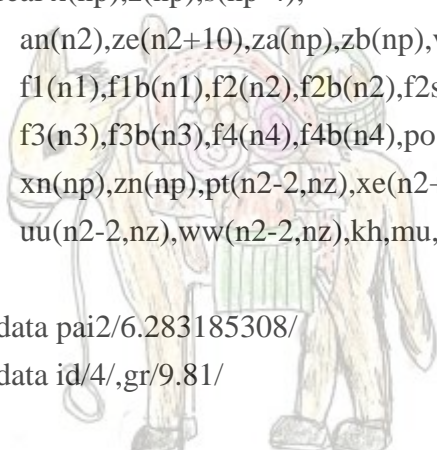 an(n2),ze(n2+10),za(np),zb(np),
f1(n1),f1b(n1),f2(n2),f2b(n2),
f3(n3),f3b(n3),f4(n4),f4b(n4),
xn(np),zn(np),pt(n2-2,nz),
uu(n2-2,nz),ww(n2-2,nz),kh,mu,
data pai2/6.283185308/
data id/4/,gr/9.81/